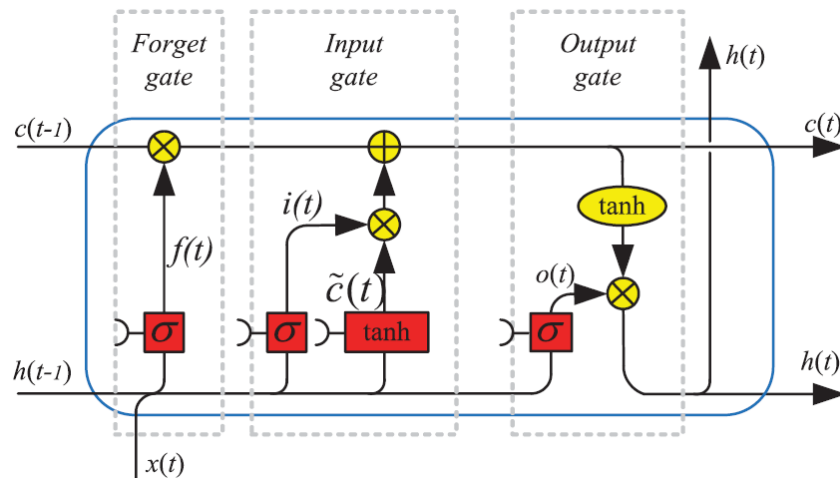 Forget
gate
Input
gate
Output
gate
h(t)
c(t-1)
c(t)
i(t)
tanh
f(t)
c̃(t)
o(t)
σ
σ
tanh
σ
h(t-1)
h(t)
x(t)